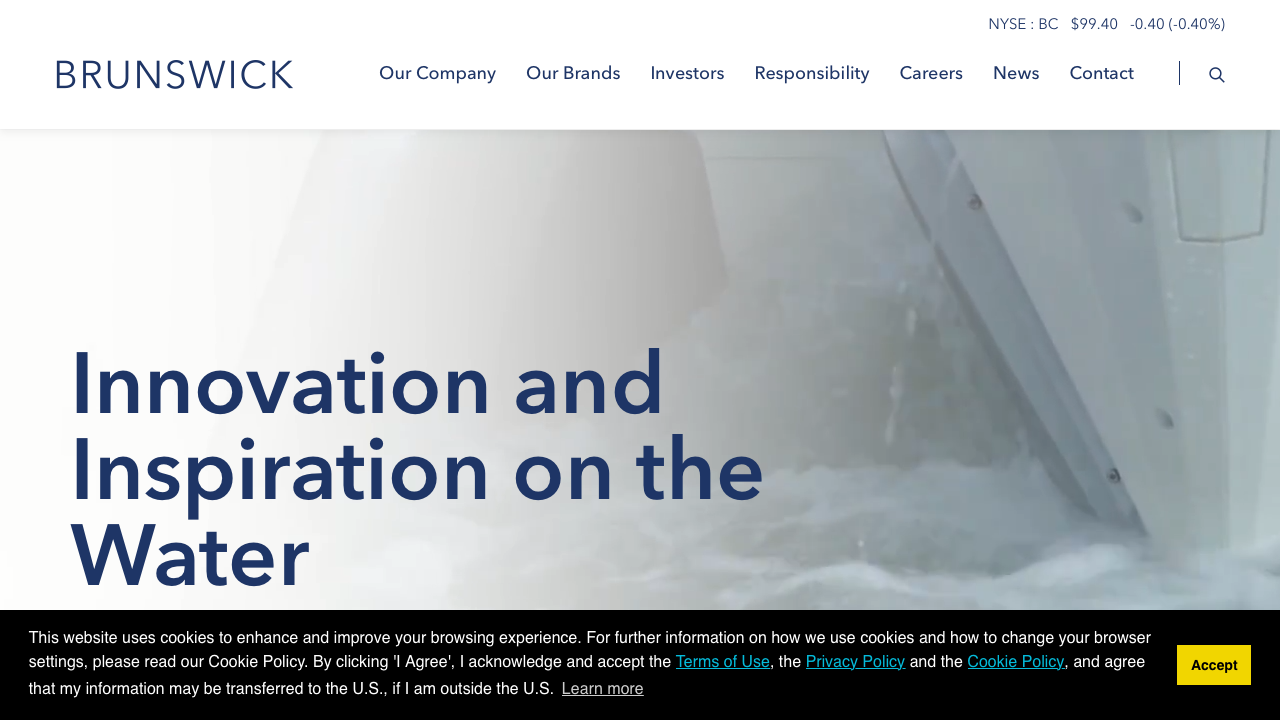 NYSE : BC $99.40 -0.40 (-0.40%)
BRUNSWICK
Our Company Our Brands Investors Responsibility Careers News Contact
Innovation and
Inspiration on the
Water
This website uses cookies to enhance and improve your browsing experience. For further information on how we use cookies and how to change your browser
settings, please read our Cookie Policy. By clicking 'I Agree', I acknowledge and accept the Terms of Use, the Privacy Policy and the Cookie Policy, and agree
that my information may be transferred to the U.S., if I am outside the U.S. Learn more
Accept